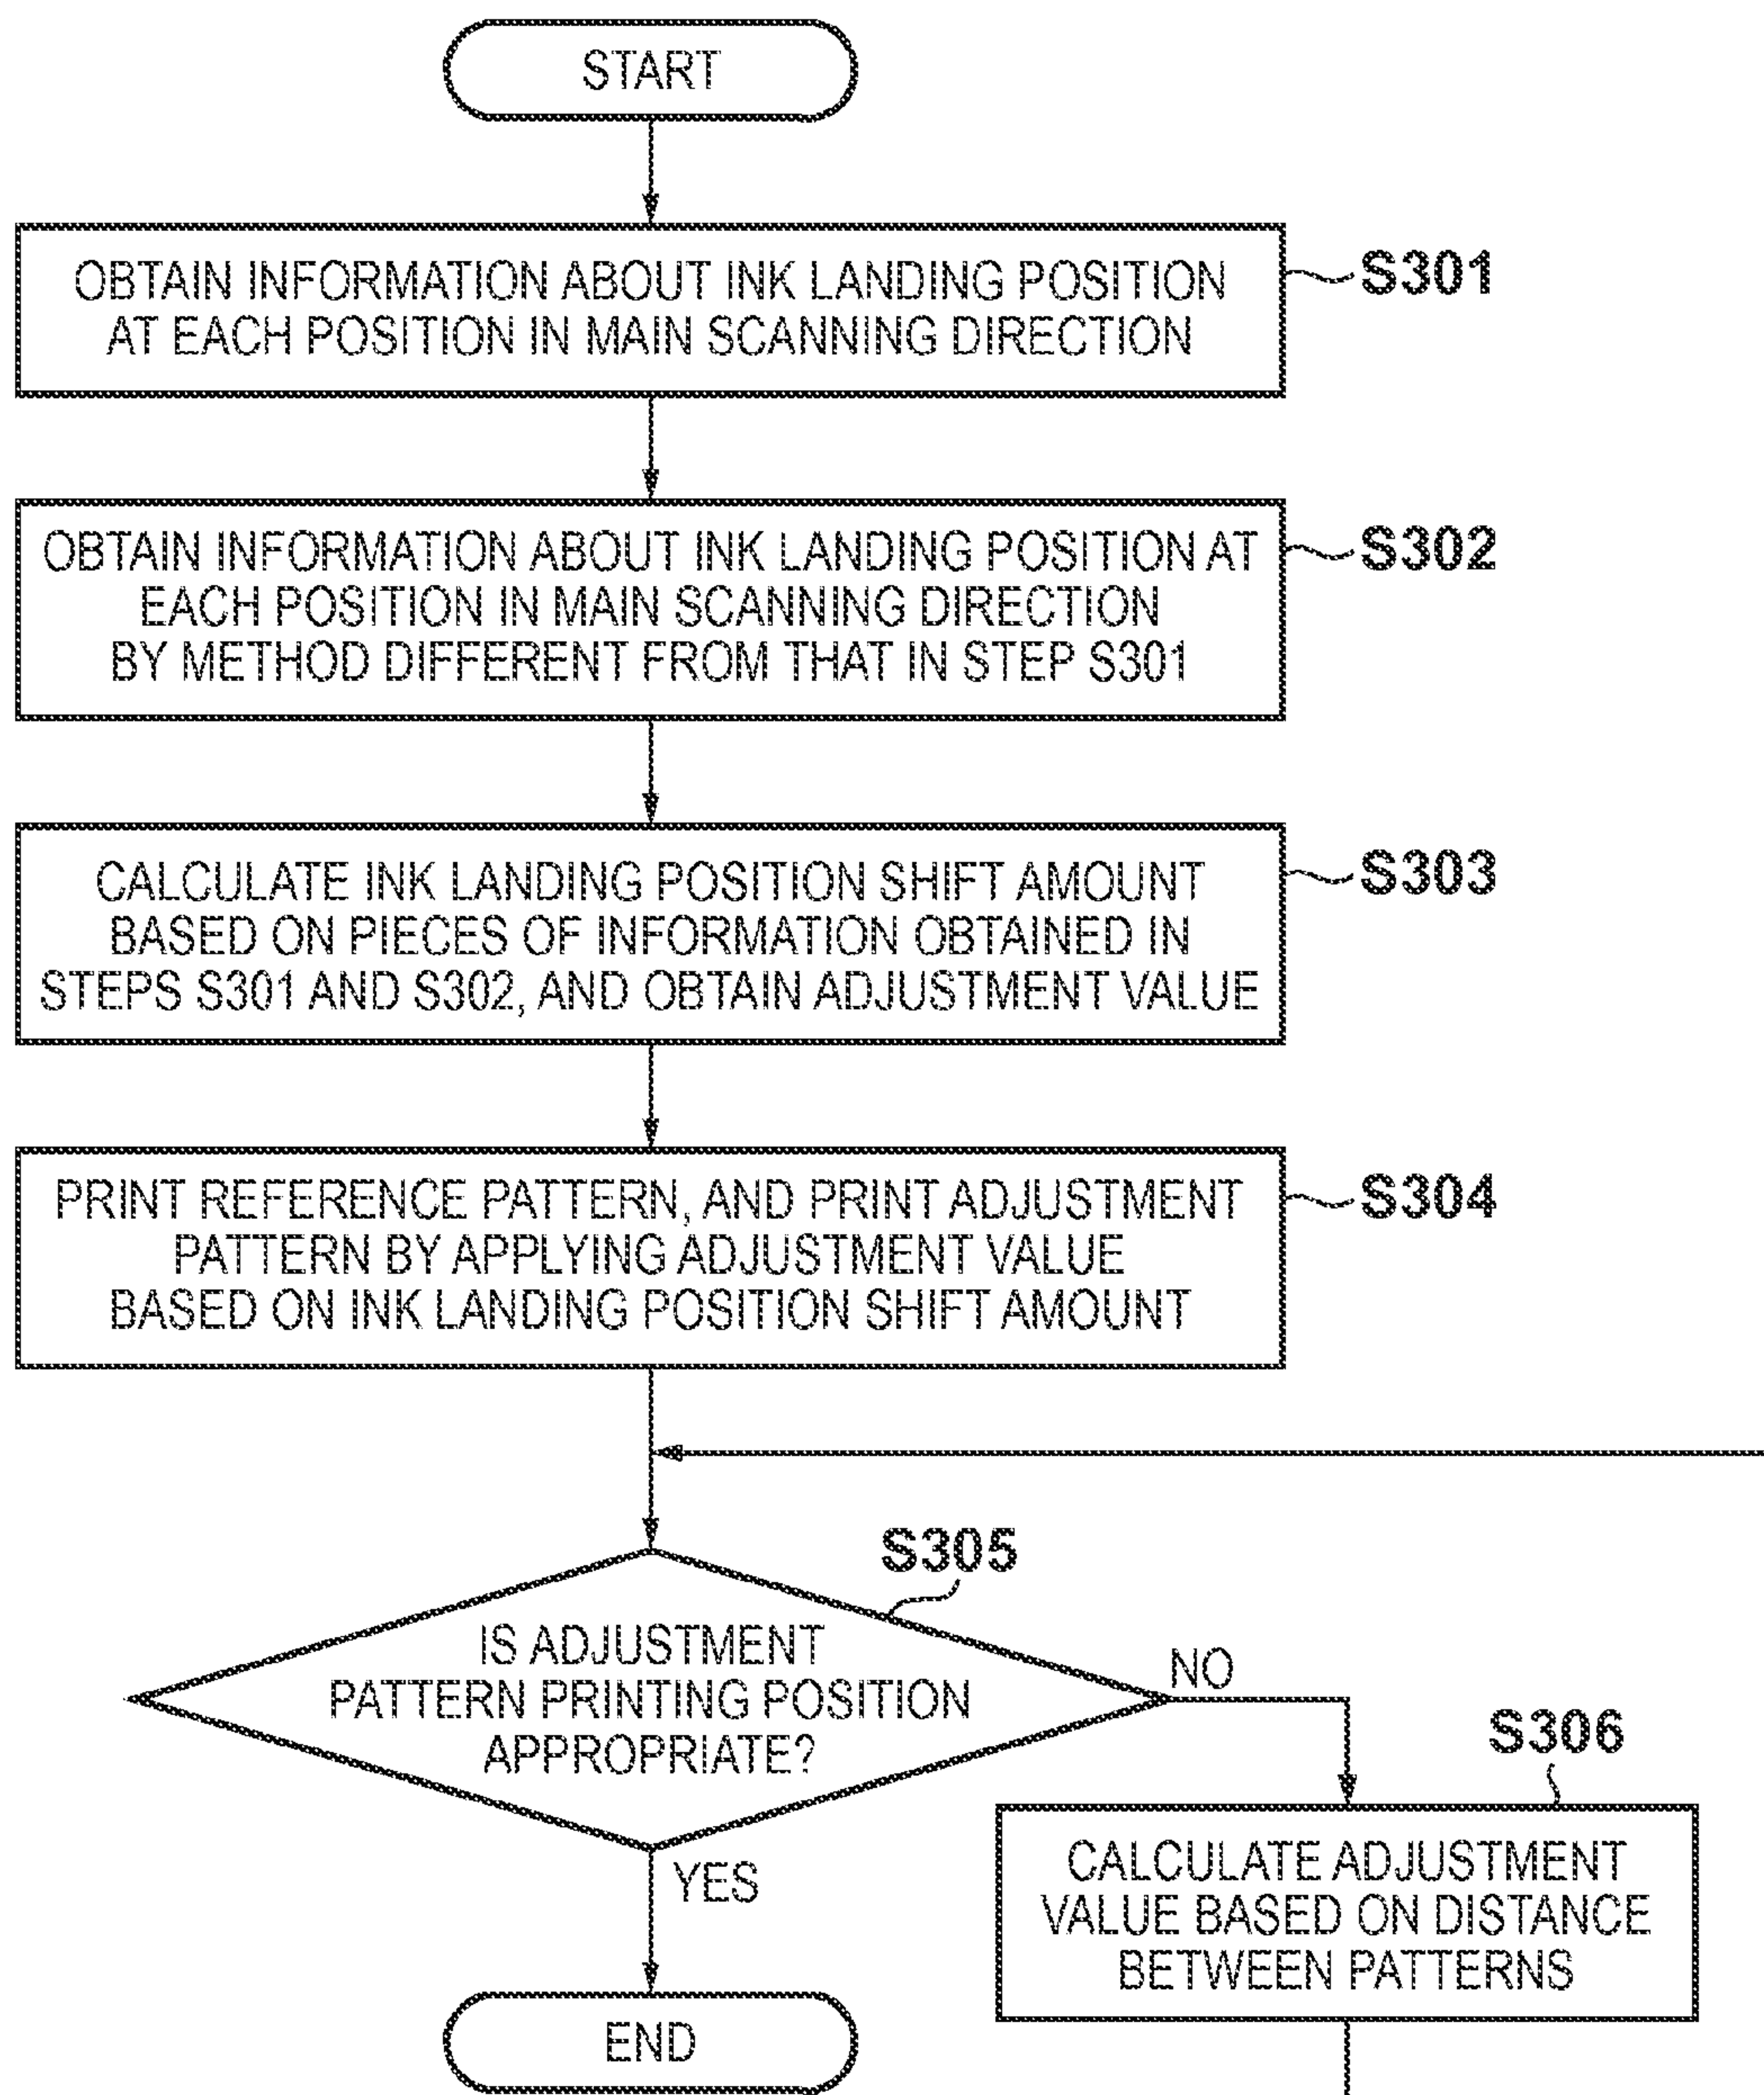 START
OBTAIN INFORMATION ABOUT INK LANDING POSITION
AT EACH POSITION IN MAIN SCANNING DIRECTION
S301
OBTAIN INFORMATION ABOUT INK LANDING POSITION AT
EACH POSITION IN MAIN SCANNING DIRECTION
BY METHOD DIFFERENT FROM THAT IN STEP S301
S302
CALCULATE INK LANDING POSITION SHIFT AMOUNT
BASED ON PIECES OF INFORMATION OBTAINED IN
STEPS S301 AND S302, AND OBTAIN ADJUSTMENT VALUE
S303
PRINT REFERENCE PATTERN, AND PRINT ADJUSTMENT
PATTERN BY APPLYING ADJUSTMENT VALUE
BASED ON INK LANDING POSITION SHIFT AMOUNT
S304
S305
IS ADJUSTMENT
PATTERN PRINTING POSITION
APPROPRIATE?
NO
S306
CALCULATE ADJUSTMENT
VALUE BASED ON DISTANCE
BETWEEN PATTERNS
YES
END